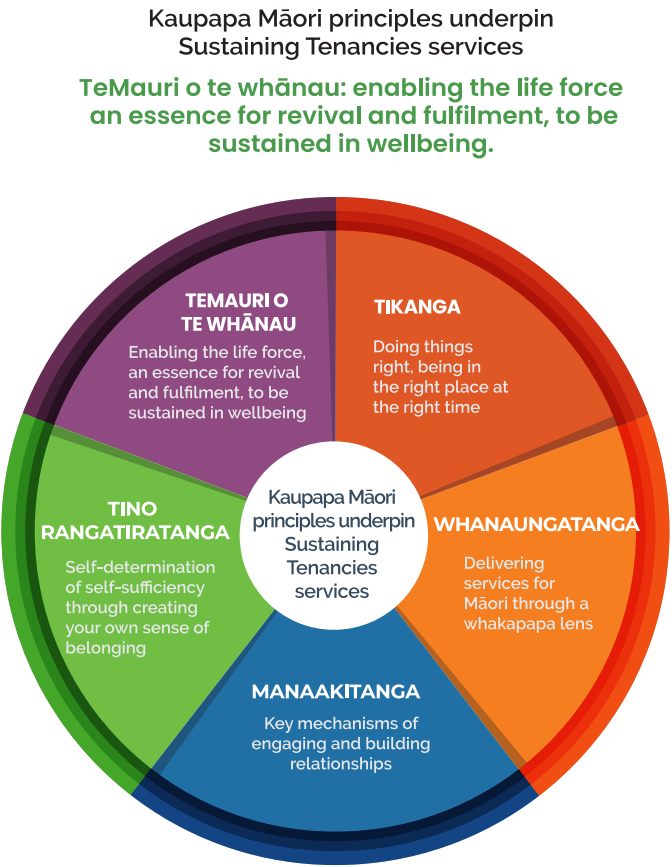 Kaupapa Māori principles underpin
Sustaining Tenancies services
TeMauri o te whānau: enabling the life force
an essence for revival and fulfilment, to be
sustained in wellbeing.
TEMAURI O
TE WHĀNAU
Enabling the life force,
an essence for revival
and fulfilment, to be
sustained in wellbeing
TIKANGA
Doing things
right, being in
the right place at
the right time
WHANAUNGATANGA
Delivering
services for
Māori through a
whakapapa lens
MANAAKITANGA
Key mechanisms of
engaging and building
relationships
TINO
RANGATIRATANGA
Self-determination
of self-sufficiency
through creating
your own sense of
belonging
Kaupapa Māori
principles underpin
Sustaining
Tenancies
services